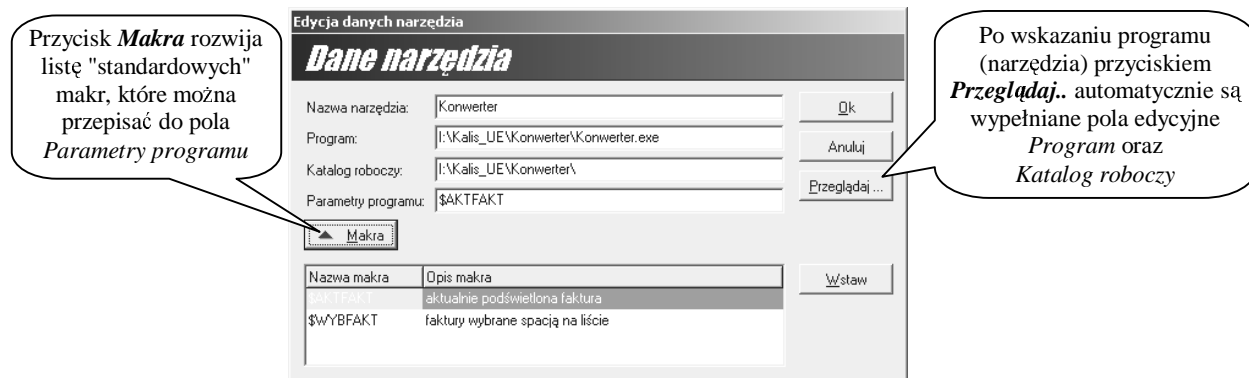 Przycisk Makra rozwija
listę "standardowych"
makr, które można
przepisać do pola
Parametry programu
Edycja danych narzędzia
Dane narzędzia
Nazwa narzędzia: Konwerter
Program: I:\Kalis_UE\Konwerter\Konwerter.exe
Katalog roboczy: I:\Kalis_UE\Konwerter\
Parametry programu: $AKTFAKT
Makra
Ok
Anuluj
Przeglądaj ...
Nazwa makra Opis makra
$AKTFAKT aktualnie podświetlona faktura
$WYBFAKT faktury wybrane spacją na liście
Wstaw
Po wskazaniu programu
(narzędzia) przyciskiem
Przeglądaj.. automatycznie są
wypełniane pola edycyjne
Program oraz
Katalog roboczy